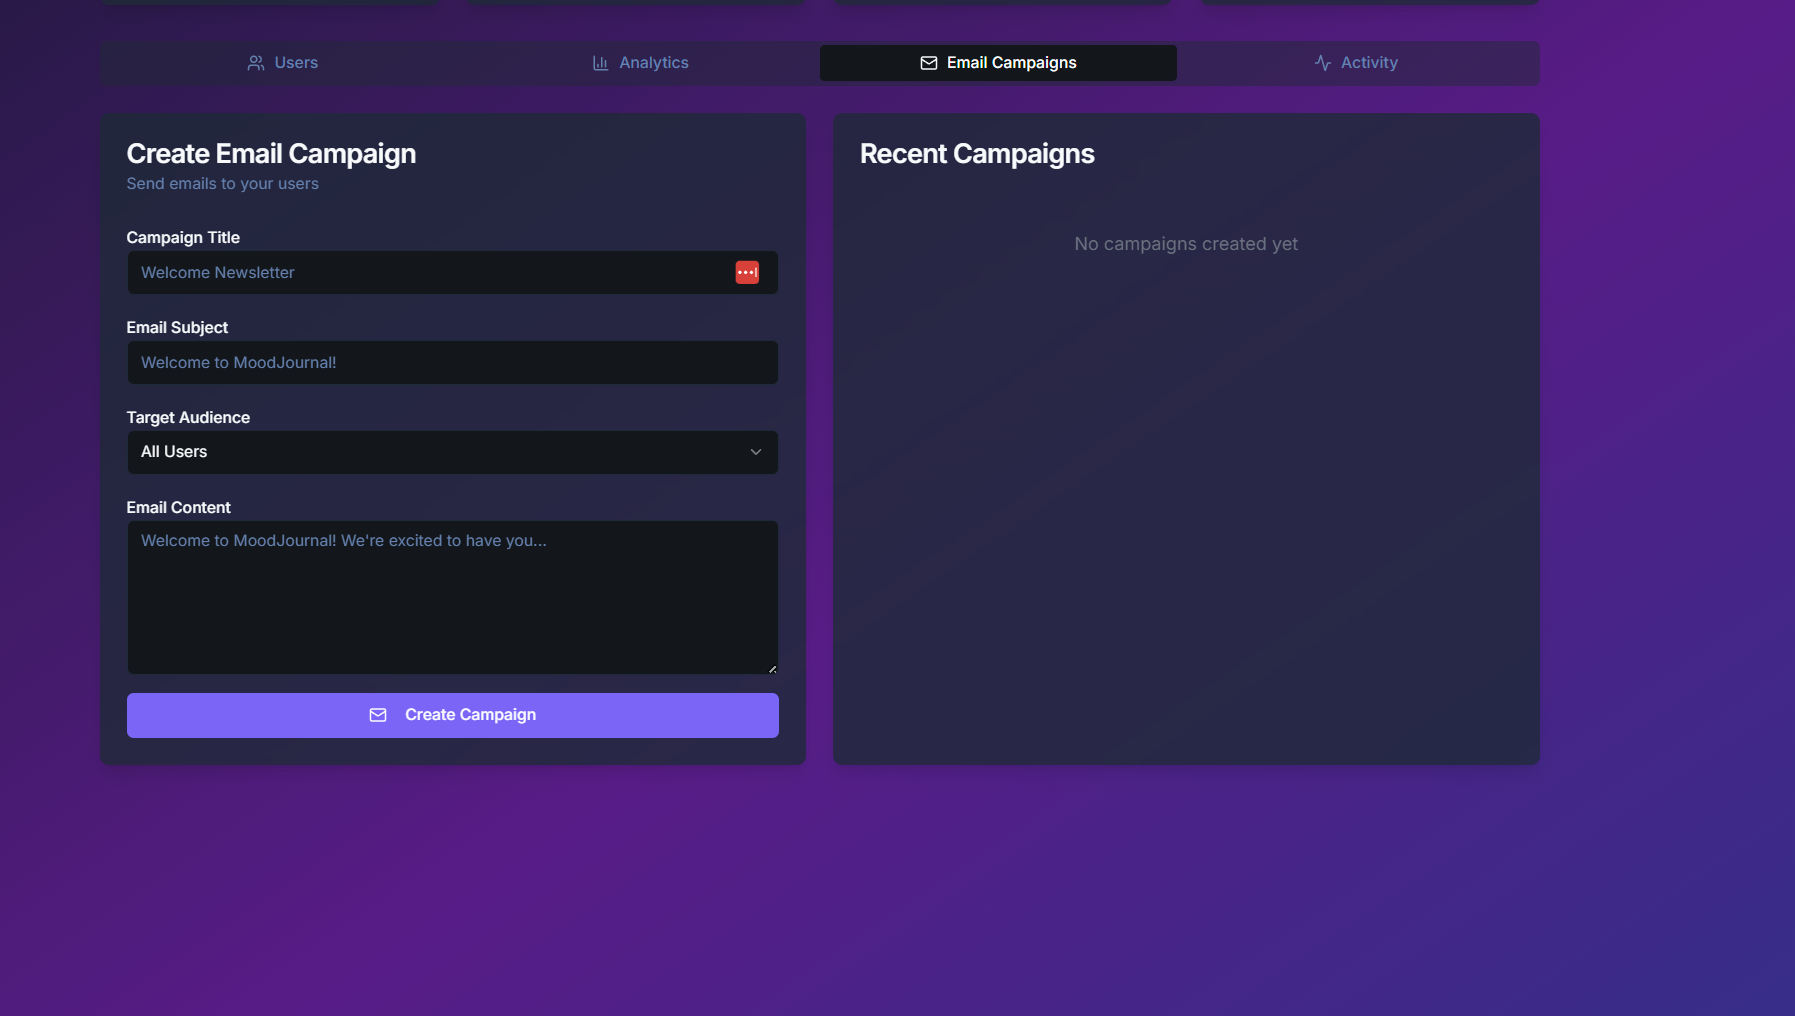 Users
Analytics
Email Campaigns
Activity
Create Email Campaign
Send emails to your users
Campaign Title
Welcome Newsletter
Email Subject
Welcome to MoodJournal!
Target Audience
All Users
Email Content
Welcome to MoodJournal! We're excited to have you...
Create Campaign
Recent Campaigns
No campaigns created yet